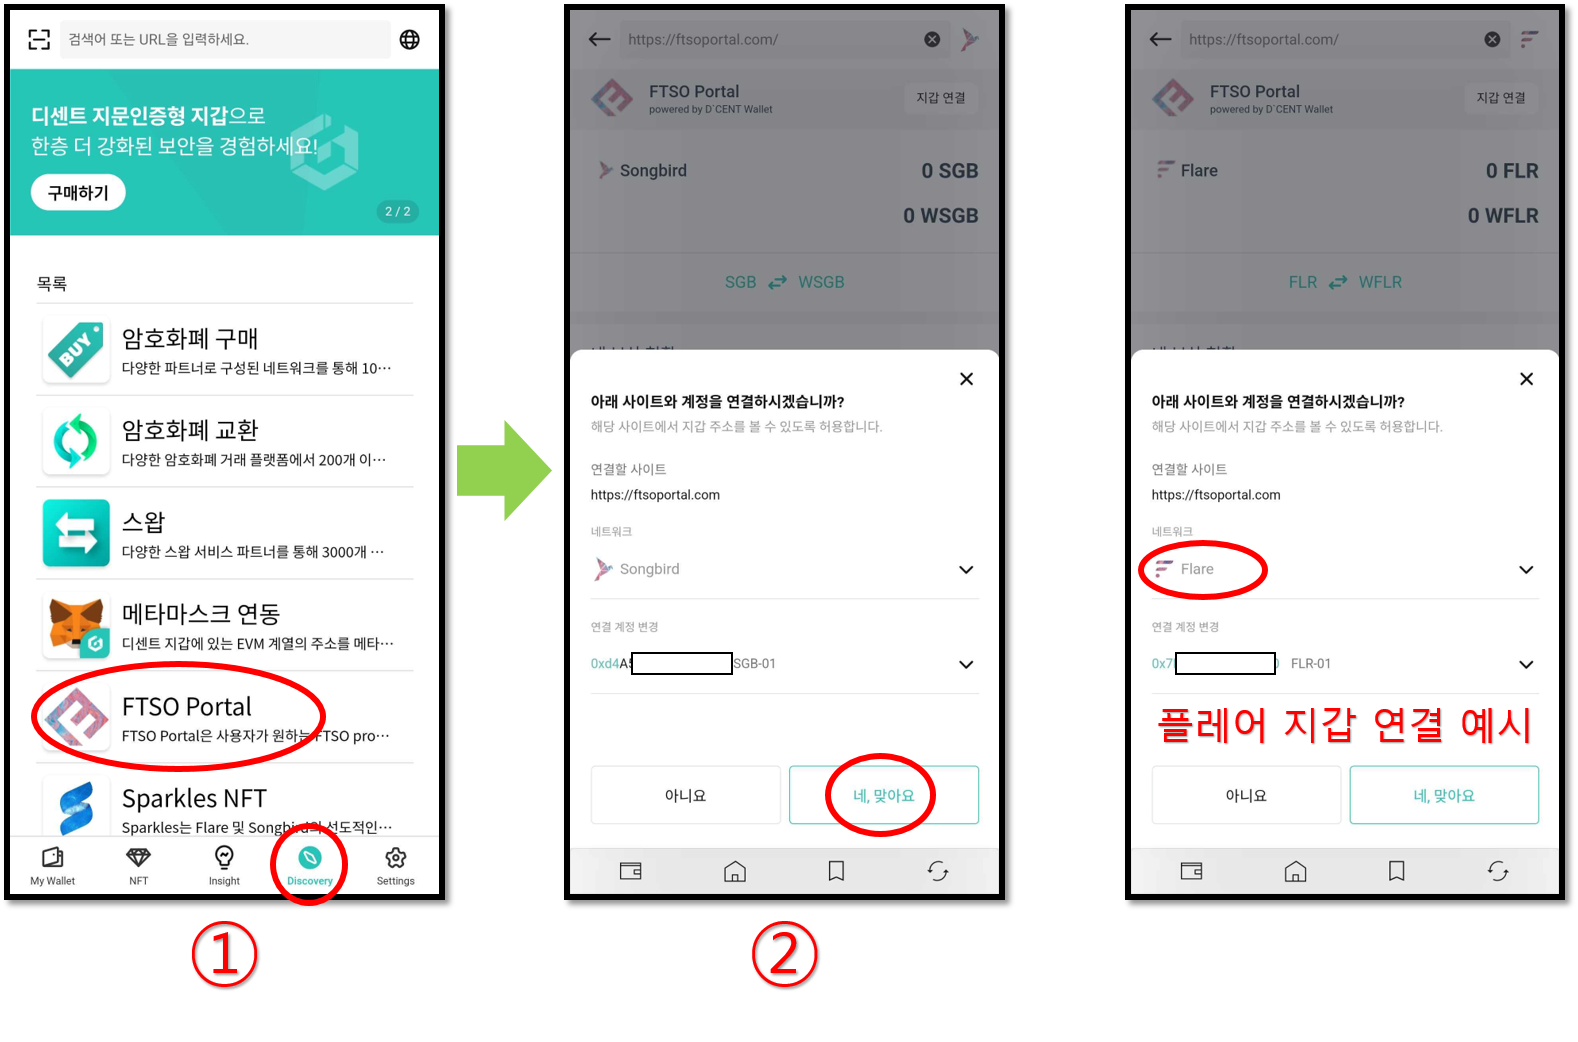 검색어 또는 URL을 입력하세요.
디센트 지문인증형 지갑으로
한층 더 강화된 보안을 경험하세요!
구매하기
2 / 2
목록
BUY
암호화폐 구매
다양한 파트너로 구성된 네트워크를 통해 10···
암호화폐 교환
다양한 암호화폐 거래 플랫폼에서 200개 이···
스왑
다양한 스왑 서비스 파트너를 통해 3000개 ···
메타마스크 연동
디센트 지갑에 있는 EVM 계열의 주소를 메타···
FTSO Portal
FTSO Portal은 사용자가 원하는 FTSO pro···
Sparkles NFT
Sparkles는 Flare 및 Songbird의 선도적인···
My Wallet
NFT
Insight
Discovery
Settings
①
https://ftsoportal.com/
FTSO Portal
powered by D`CENT Wallet
지갑 연결
Songbird
0 SGB
0 WSGB
SGB
WSGB
아래 사이트와 계정을 연결하시겠습니까?
해당 사이트에서 지갑 주소를 볼 수 있도록 허용합니다.
연결할 사이트
https://ftsoportal.com
네트워크
Songbird
연결 계정 변경
0xd4A5
SGB-01
아니요
네, 맞아요
②
https://ftsoportal.com/
FTSO Portal
powered by D`CENT Wallet
지갑 연결
Flare
0 FLR
0 WFLR
FLR
WFLR
아래 사이트와 계정을 연결하시겠습니까?
해당 사이트에서 지갑 주소를 볼 수 있도록 허용합니다.
연결할 사이트
https://ftsoportal.com
네트워크
Flare
연결 계정 변경
0x7
FLR-01
플레어 지갑 연결 예시
아니요
네, 맞아요